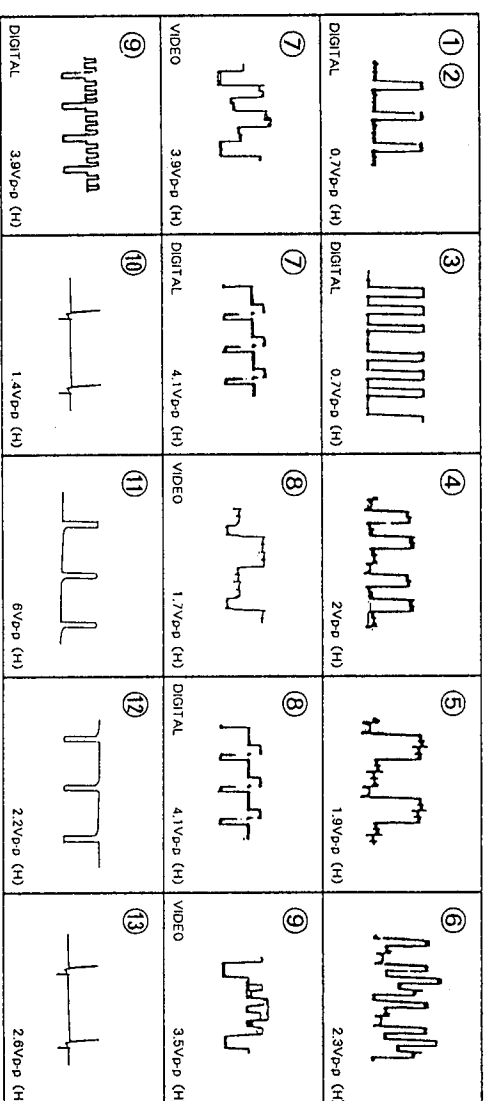 ① ②
DIGITAL 0.7Vp-p (H)
③
DIGITAL 0.7Vp-p (H)
④
2Vp-p (H)
⑤
1.9Vp-p (H)
⑥
2.3Vp-p (H)
⑦
VIDEO 3.9Vp-p (H)
⑦
DIGITAL 4.1Vp-p (H)
⑧
VIDEO 1.7Vp-p (H)
⑧
DIGITAL 4.1Vp-p (H)
⑨
VIDEO 3.5Vp-p (H
⑨
DIGITAL 3.9Vp-p (H)
⑩
1.4Vp-p (H)
⑪
6Vp-p (H)
⑫
2.2Vp-p (H)
⑬
2.6Vp-p (H